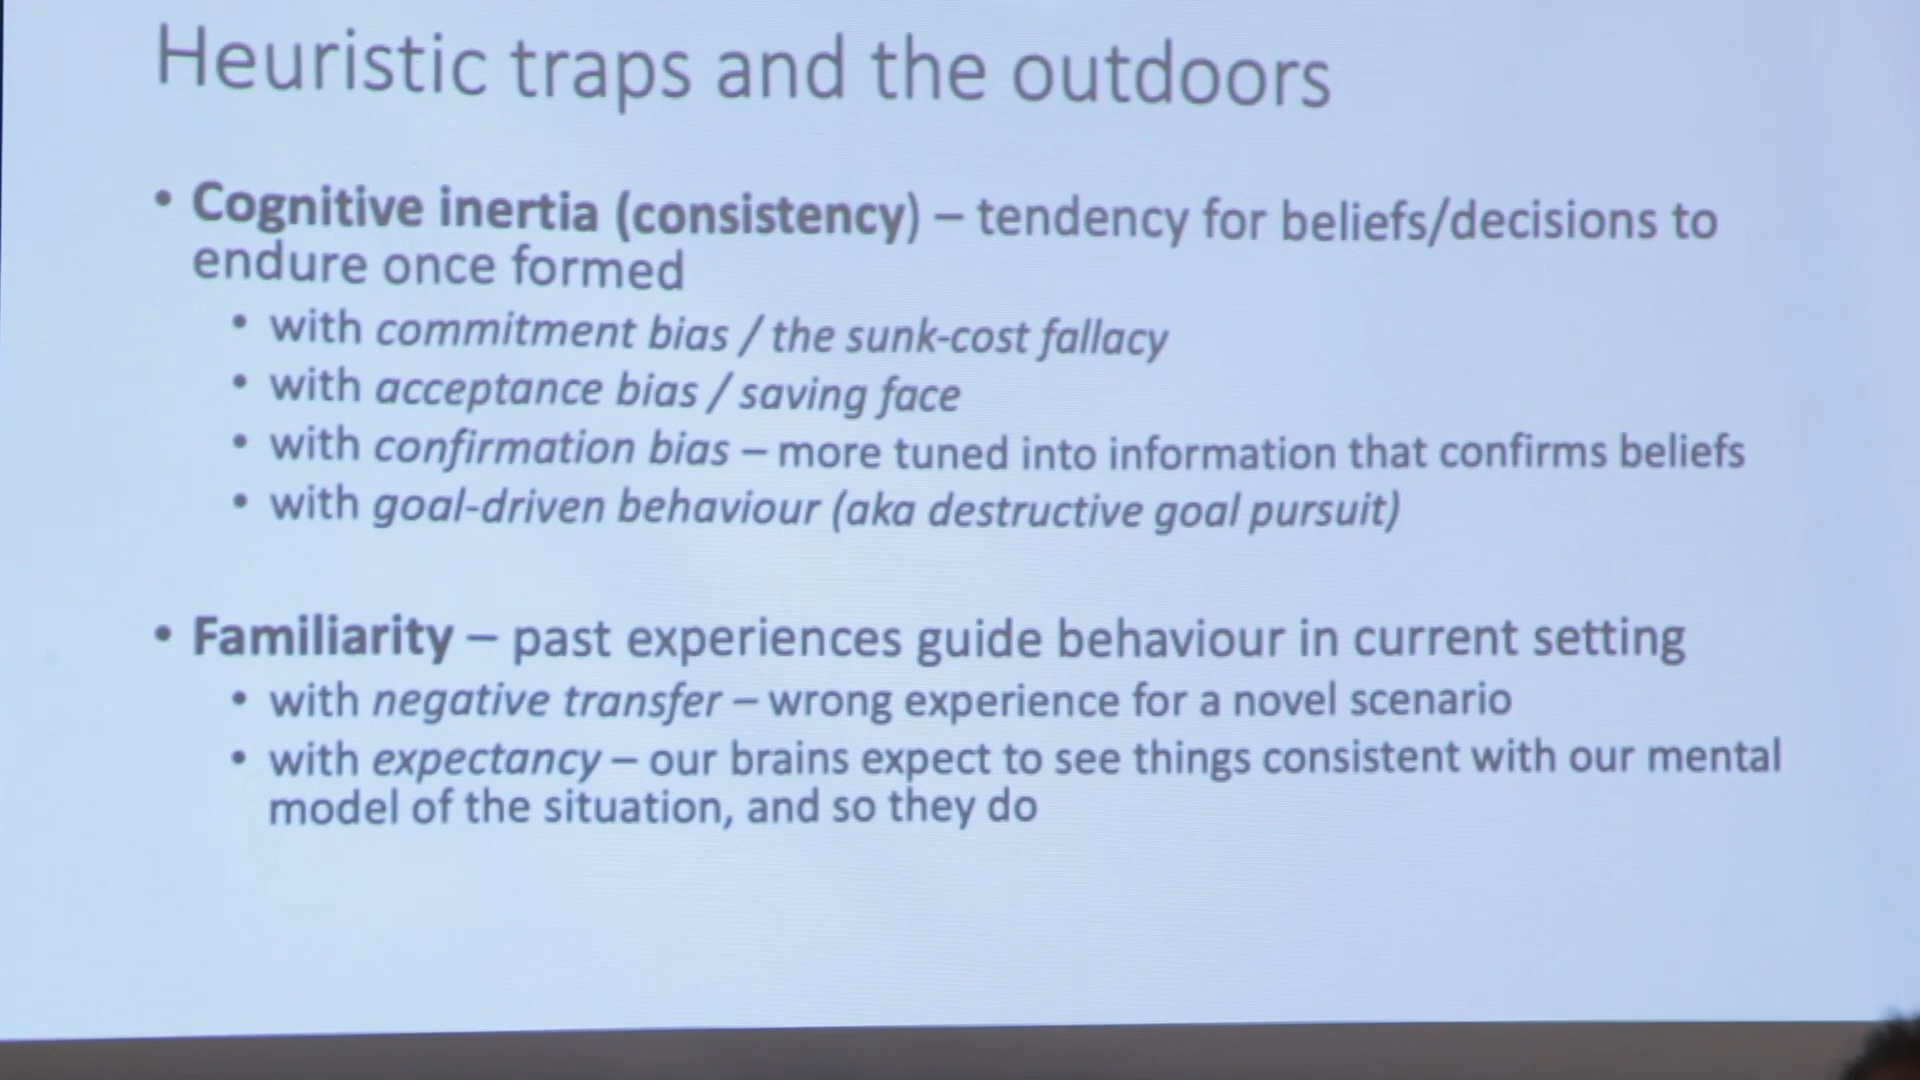 Heuristic traps and the outdoors
• Cognitive inertia (consistency) – tendency for beliefs/decisions to
endure once formed
• with commitment bias / the sunk-cost fallacy
• with acceptance bias / saving face
• with confirmation bias – more tuned into information that confirms beliefs
• with goal-driven behaviour (aka destructive goal pursuit)
• Familiarity – past experiences guide behaviour in current setting
• with negative transfer – wrong experience for a novel scenario
• with expectancy – our brains expect to see things consistent with our mental
model of the situation, and so they do